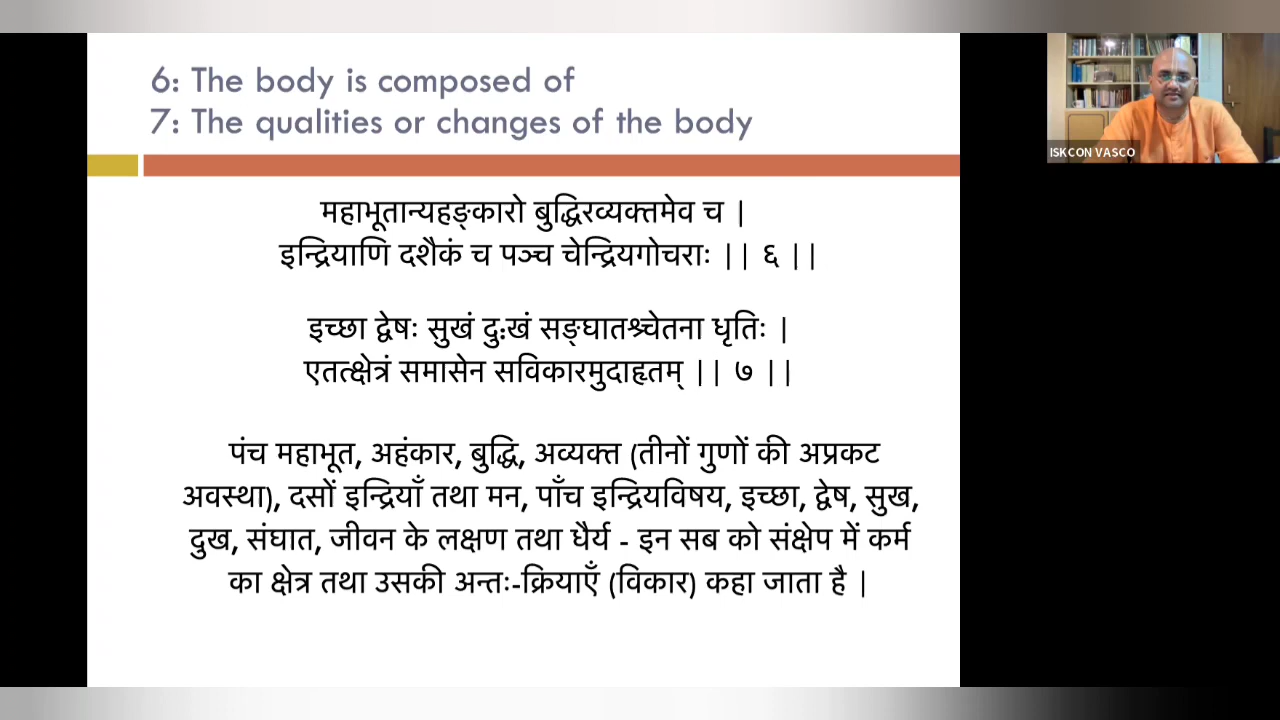 6: The body is composed of
7: The qualities or changes of the body
ISKCON VASCO
महाभूतान्यहङ्कारो बुद्धिरव्यक्तमेव च |
इन्द्रियाणि दशैकं च पञ्च चेन्द्रियगोचराः || ६ ||
इच्छा द्वेषः सुखं दुःखं सङ्घातश्र्चेतना धृतिः |
एतत्क्षेत्रं समासेन सविकारमुदाहृतम् || ७ ||
पंच महाभूत, अहंकार, बुद्धि, अव्यक्त (तीनों गुणों की अप्रकट
अवस्था), दसों इन्द्रियाँ तथा मन, पाँच इन्द्रियविषय, इच्छा, द्वेष, सुख,
दुख, संघात, जीवन के लक्षण तथा धैर्य - इन सब को संक्षेप में कर्म
का क्षेत्र तथा उसकी अन्तः-क्रियाएँ (विकार) कहा जाता है |